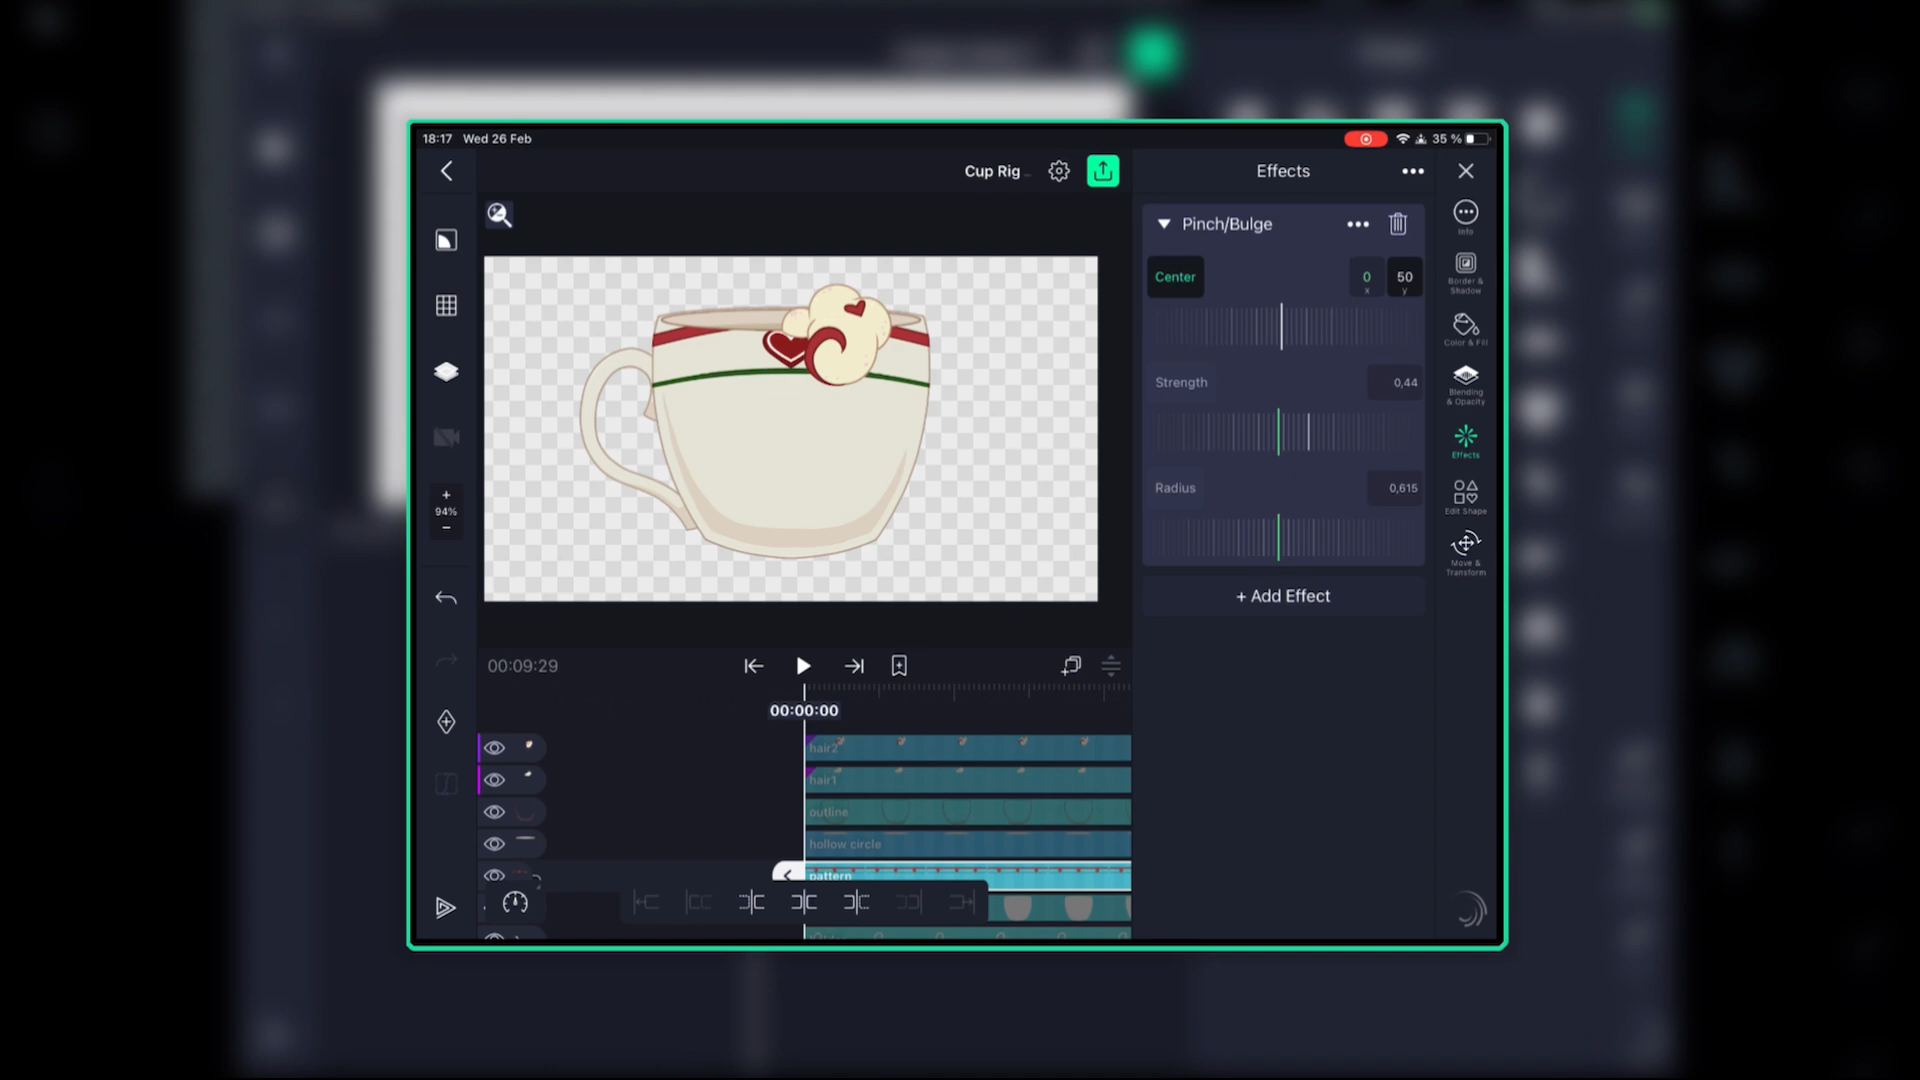 18:17 Wed 26 Feb
35 %
Cup Rig
Effects
Pinch/Bulge
Center
0
x
50
y
Strength
0,44
Radius
0,615
+ Add Effect
Info
Border &
Shadow
Color & Fill
Blending
& Opacity
Effects
Edit Shape
Move &
Transform
+
94%
−
00:09:29
00:00:00
hair2
hair1
outline
hollow circle
pattern